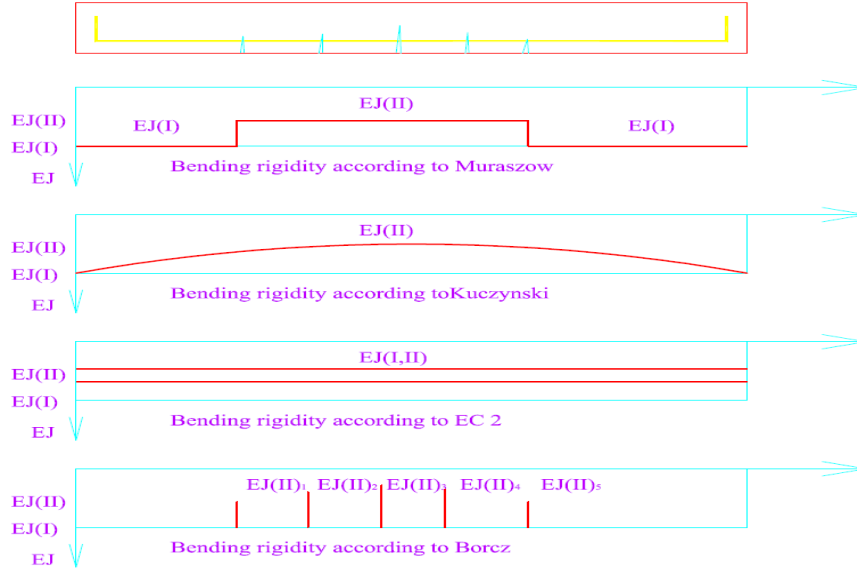 EJ(II)
EJ(II)
EJ(I) EJ(I)
EJ(I)
Bending rigidity according to Muraszow
EJ
EJ(II)
EJ(II)
EJ(I)
Bending rigidity according toKuczynski
EJ
EJ(I,II)
EJ(II)
EJ(I)
Bending rigidity according to EC 2
EJ
EJ(II)₁ EJ(II)₂ EJ(II)₃ EJ(II)₄ EJ(II)₅
EJ(II)
EJ(I)
Bending rigidity according to Borcz
EJ